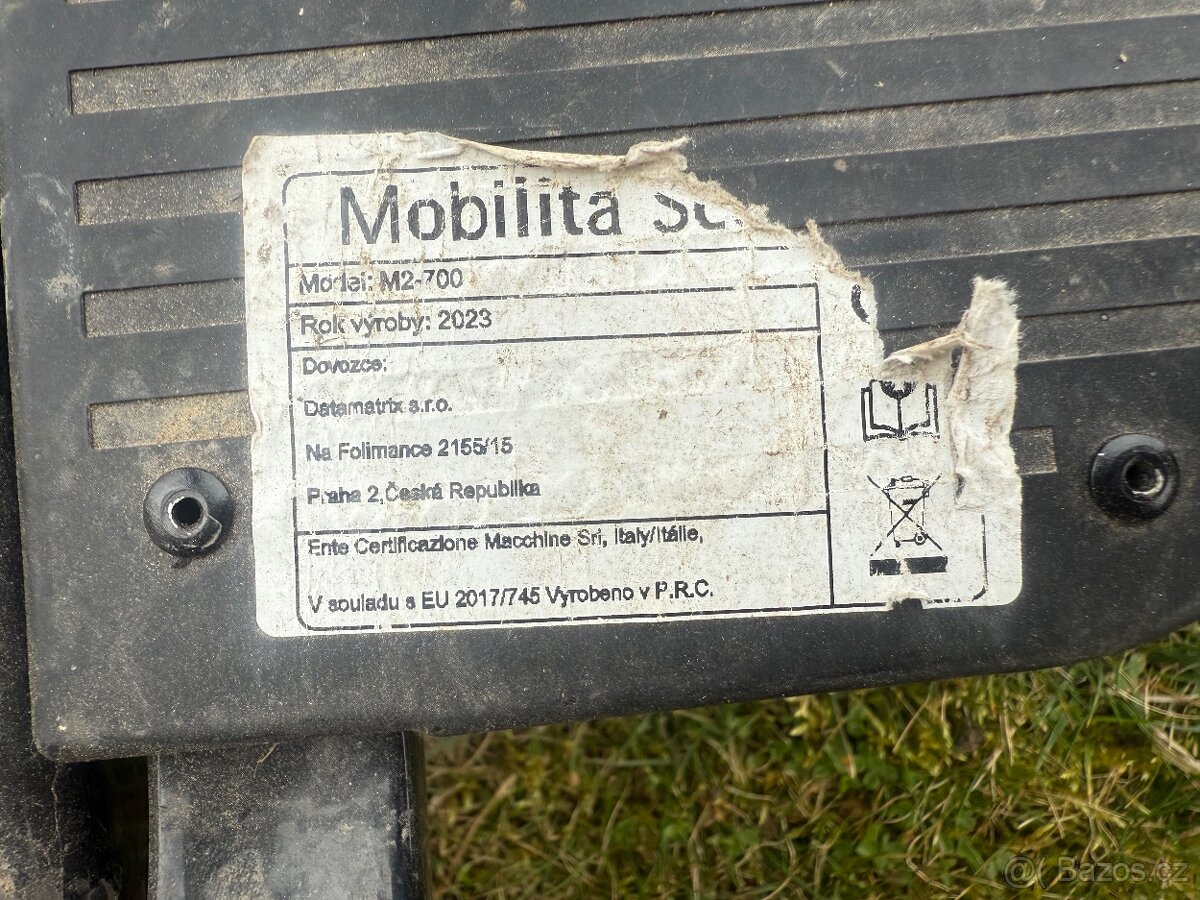 Mobilita
Model: M2-700
Rok výroby: 2023
Dovozce:
Datamatrix s.r.o.
Na Folimance 2155/15
Praha 2,Česká Republika
Ente Certificazione Macchine Srl, Italy/Itálie,
V souladu s EU 2017/745 Vyrobeno v P.R.C.
@ Bazos.cz